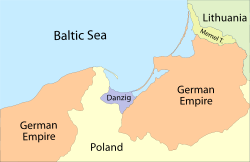 Lithuania
Memel T.
Baltic Sea
Danzig
German
Empire
German
Empire
Poland